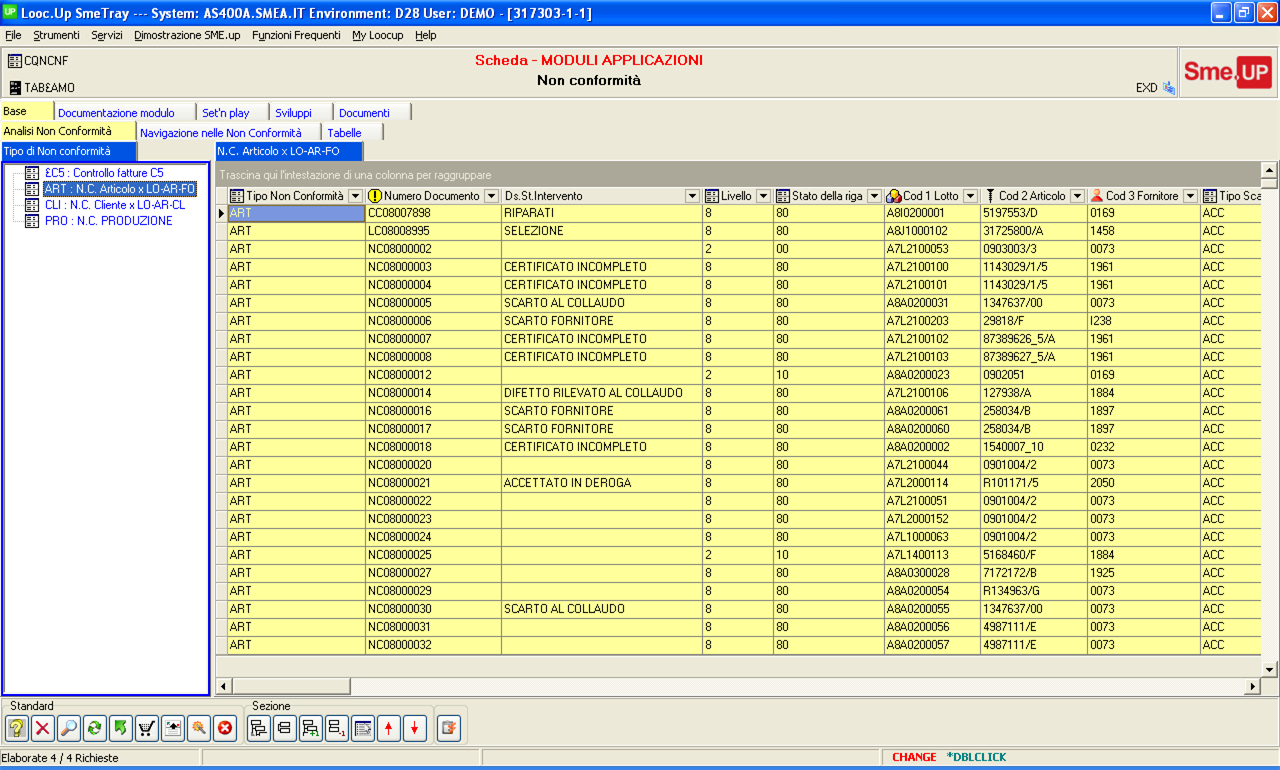 UP Looc.Up SmeTray --- System: AS400A.SMEA.IT Environment: D2B User: DEMO - [317303-1-1]
File Strumenti Servizi Dimostrazione SME.up Funzioni Frequenti My Loocup Help
CQNCNF
Scheda - MODULI APPLICAZIONI
Non conformità
TAB£AMO
EXD
Sme.UP
Base Documentazione modulo Set'n play Sviluppi Documenti
Analisi Non Conformità Navigazione nelle Non Conformità Tabelle
Tipo di Non conformità
N.C. Articolo x LO-AR-FO
£C5 : Controllo fatture C5
ART : N.C. Articolo x LO-AR-FO
CLI : N.C. Cliente x LO-AR-CL
PRO : N.C. PRODUZIONE
Trascina qui l'intestazione di una colonna per raggruppare
Tipo Non Conformità Numero Documento Ds.St.Intervento Livello Stato della riga Cod 1 Lotto Cod 2 Articolo Cod 3 Fornitore Tipo Sca
ART CC08007898 RIPARATI 8 80 A8I0200001 5197553/D 0169 ACC
ART LC08008995 SELEZIONE 8 80 A8J1000102 31725800/A 1458 ACC
ART NC08000002 2 00 A7L2100053 0903003/3 0073 ACC
ART NC08000003 CERTIFICATO INCOMPLETO 8 80 A7L2100100 1143029/1/5 1961 ACC
ART NC08000004 CERTIFICATO INCOMPLETO 8 80 A7L2100101 1143029/1/5 1961 ACC
ART NC08000005 SCARTO AL COLLAUDO 8 80 A8A0200031 1347637/00 0073 ACC
ART NC08000006 SCARTO FORNITORE 8 80 A7L2100203 29818/F I238 ACC
ART NC08000007 CERTIFICATO INCOMPLETO 8 80 A7L2100102 87389626_5/A 1961 ACC
ART NC08000008 CERTIFICATO INCOMPLETO 8 80 A7L2100103 87389627_5/A 1961 ACC
ART NC08000012 2 10 A8A0200023 0902051 0169 ACC
ART NC08000014 DIFETTO RILEVATO AL COLLAUDO 8 80 A7L2100106 127938/A 1884 ACC
ART NC08000016 SCARTO FORNITORE 8 80 A8A0200061 258034/B 1897 ACC
ART NC08000017 SCARTO FORNITORE 8 80 A8A0200060 258034/B 1897 ACC
ART NC08000018 CERTIFICATO INCOMPLETO 8 80 A8A0200002 1540007_10 0232 ACC
ART NC08000020 8 80 A7L2100044 0901004/2 0073 ACC
ART NC08000021 ACCETTATO IN DEROGA 8 80 A7L2000114 R101171/5 2050 ACC
ART NC08000022 8 80 A7L2100051 0901004/2 0073 ACC
ART NC08000023 8 80 A7L2000152 0901004/2 0073 ACC
ART NC08000024 8 80 A7L1000063 0901004/2 0073 ACC
ART NC08000025 2 10 A7L1400113 5168460/F 1884 ACC
ART NC08000027 8 80 A8A0300028 7172172/B 1925 ACC
ART NC08000029 8 80 A8A0200054 R134963/G 0073 ACC
ART NC08000030 SCARTO AL COLLAUDO 8 80 A8A0200055 1347637/00 0073 ACC
ART NC08000031 8 80 A8A0200056 4987111/E 0073 ACC
ART NC08000032 8 80 A8A0200057 4987111/E 0073 ACC
Standard Sezione
Elaborate 4 / 4 Richieste
CHANGE *DBLCLICK